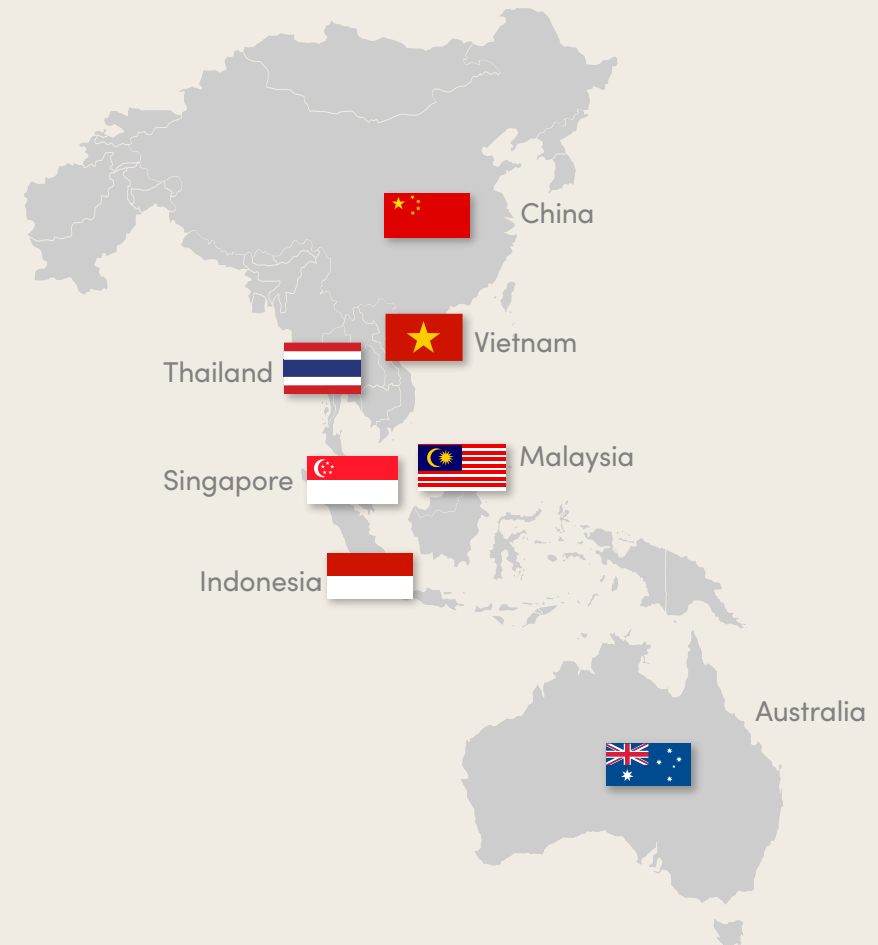 China
Vietnam
Thailand
Malaysia
Singapore
Indonesia
Australia